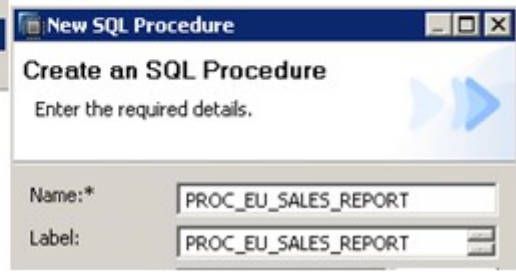 New SQL Procedure
Create an SQL Procedure
Enter the required details.
Name:* PROC_EU_SALES_REPORT
Label: PROC_EU_SALES_REPORT